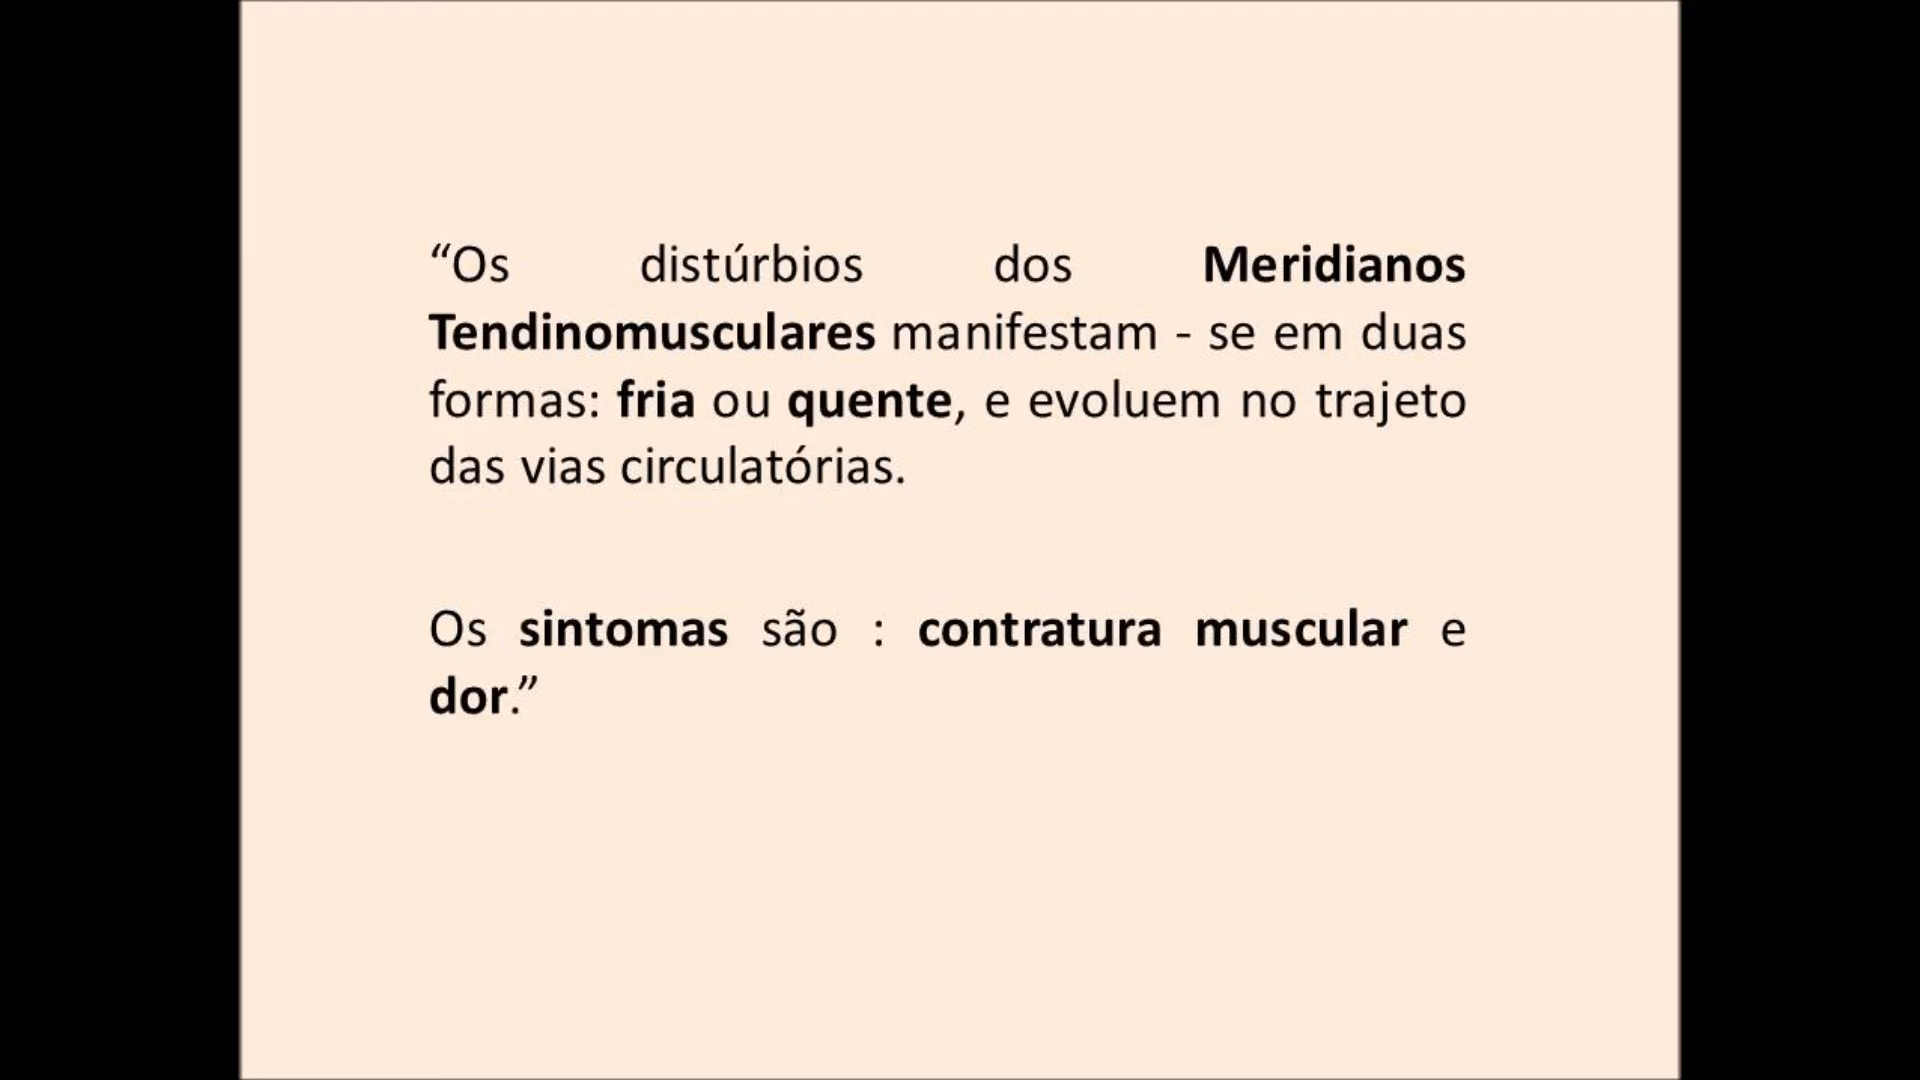 “Os distúrbios dos Meridianos
Tendinomusculares manifestam - se em duas
formas: fria ou quente, e evoluem no trajeto
das vias circulatórias.
Os sintomas são : contratura muscular e
dor.”